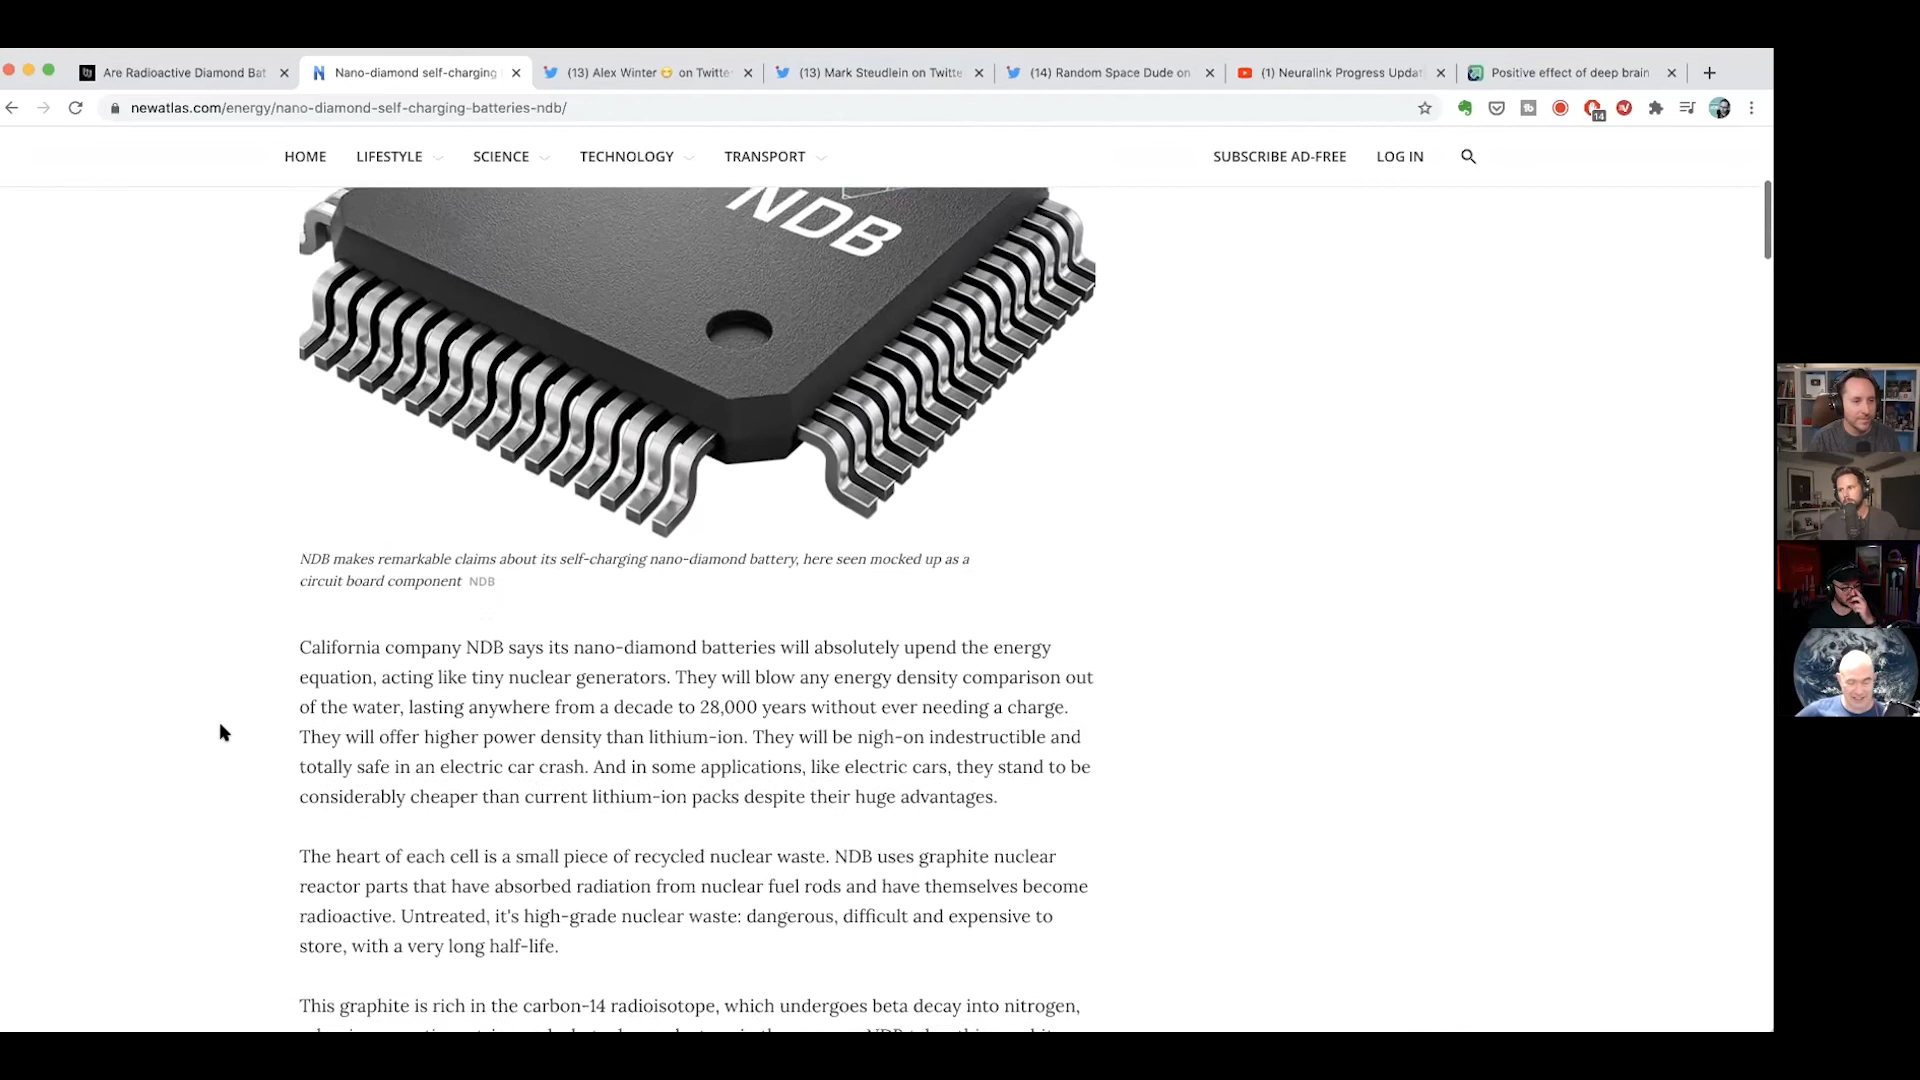 Are Radioactive Diamond Bat
Nano-diamond self-charging
(13) Alex Winter 😁 on Twitte
(13) Mark Steudlein on Twitte
(14) Random Space Dude on
(1) Neuralink Progress Updat
Positive effect of deep brain
newatlas.com/energy/nano-diamond-self-charging-batteries-ndb/
14
HOME LIFESTYLE SCIENCE TECHNOLOGY TRANSPORT SUBSCRIBE AD-FREE LOG IN
NDB
NDB makes remarkable claims about its self-charging nano-diamond battery, here seen mocked up as a
circuit board component NDB
California company NDB says its nano-diamond batteries will absolutely upend the energy
equation, acting like tiny nuclear generators. They will blow any energy density comparison out
of the water, lasting anywhere from a decade to 28,000 years without ever needing a charge.
They will offer higher power density than lithium-ion. They will be nigh-on indestructible and
totally safe in an electric car crash. And in some applications, like electric cars, they stand to be
considerably cheaper than current lithium-ion packs despite their huge advantages.
The heart of each cell is a small piece of recycled nuclear waste. NDB uses graphite nuclear
reactor parts that have absorbed radiation from nuclear fuel rods and have themselves become
radioactive. Untreated, it's high-grade nuclear waste: dangerous, difficult and expensive to
store, with a very long half-life.
This graphite is rich in the carbon-14 radioisotope, which undergoes beta decay into nitrogen,